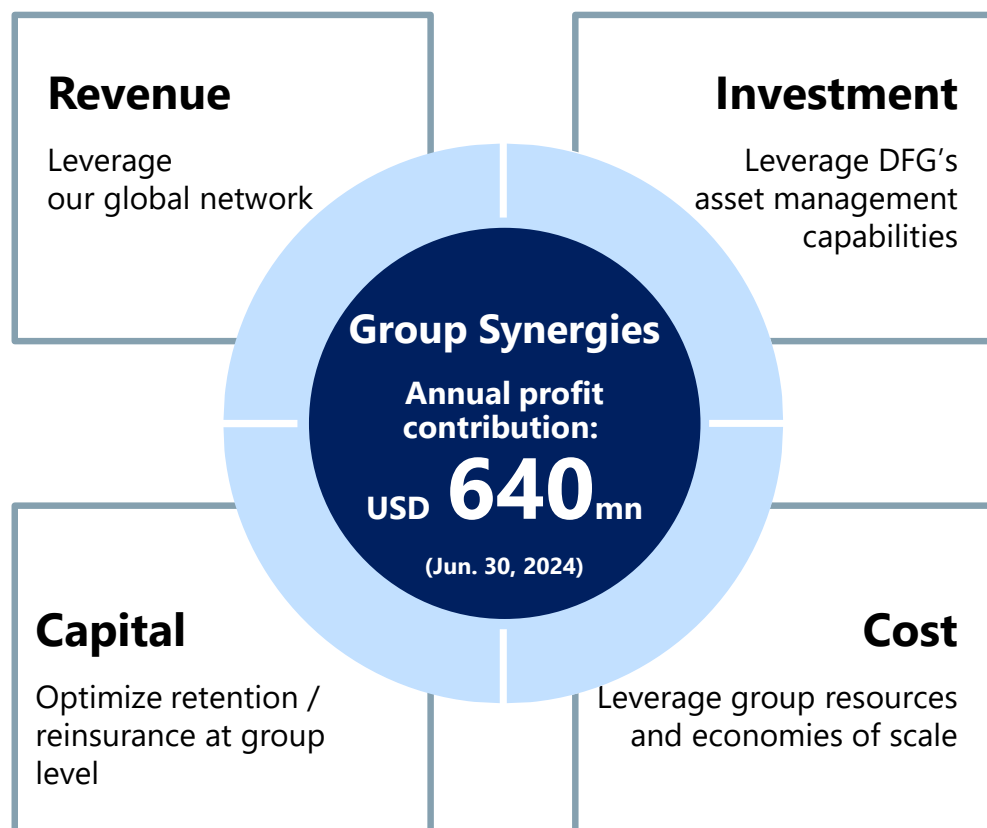 Revenue
Leverage
our global network
Investment
Leverage DFG's
asset management
capabilities
Group Synergies
Annual profit
contribution:
USD 640mn
(Jun. 30, 2024)
Capital
Optimize retention /
reinsurance at group
level
Cost
Leverage group resources
and economies of scale